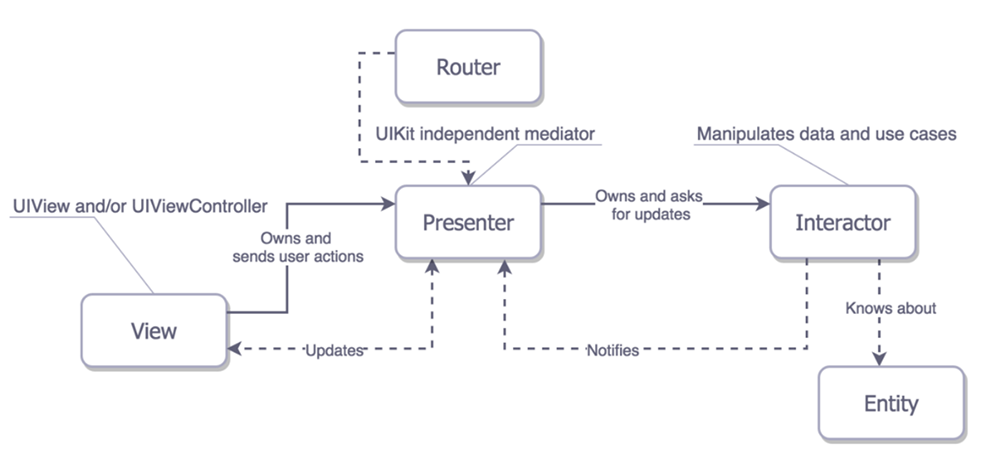 Router
UIKit independent mediator
Manipulates data and use cases
UIView and/or UIViewController
Owns and
sends user actions
Presenter
Owns and asks
for updates
Interactor
View
Updates
Notifies
Knows about
Entity